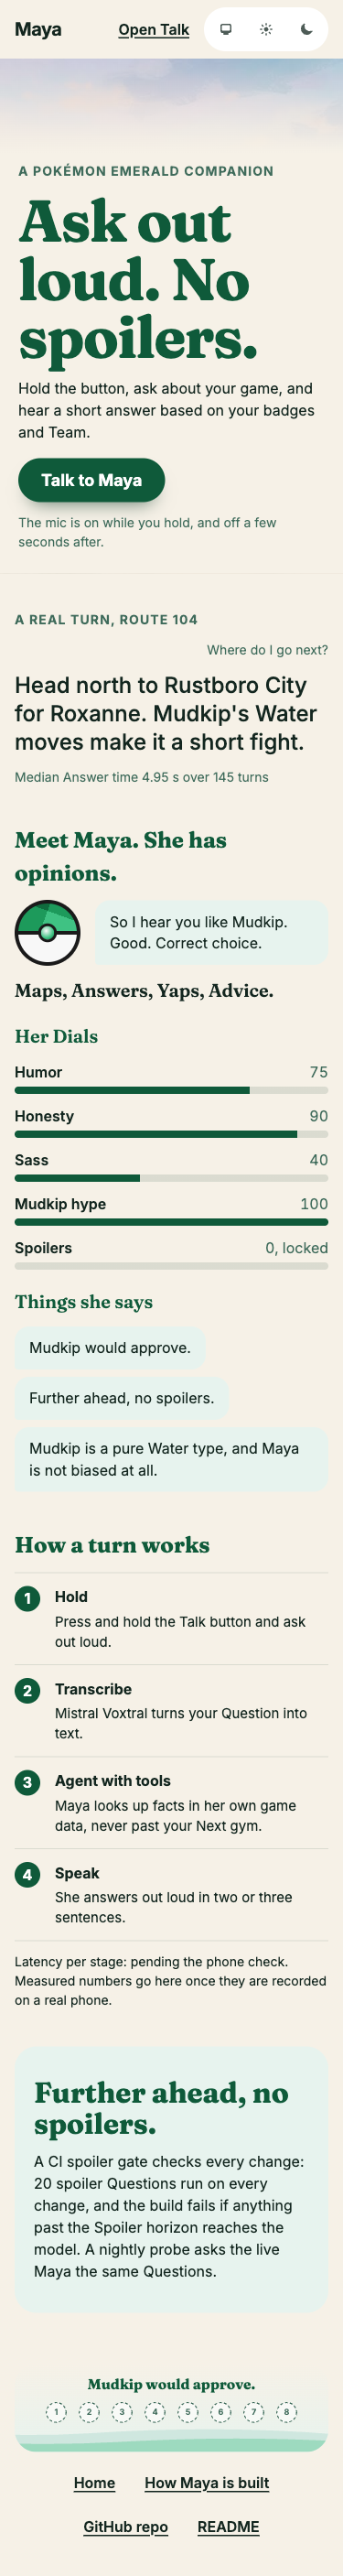 Maya
Open Talk
A POKÉMON EMERALD COMPANION
Ask out
loud. No
spoilers.
Hold the button, ask about your game, and
hear a short answer based on your badges
and Team.
Talk to Maya
The mic is on while you hold, and off a few
seconds after.
A REAL TURN, ROUTE 104
Where do I go next?
Head north to Rustboro City
for Roxanne. Mudkip's Water
moves make it a short fight.
Median Answer time 4.95 s over 145 turns
Meet Maya. She has
opinions.
So I hear you like Mudkip.
Good. Correct choice.
Maps, Answers, Yaps, Advice.
Her Dials
Humor 75
Honesty 90
Sass 40
Mudkip hype 100
Spoilers 0, locked
Things she says
Mudkip would approve.
Further ahead, no spoilers.
Mudkip is a pure Water type, and Maya
is not biased at all.
How a turn works
1 Hold
Press and hold the Talk button and ask
out loud.
2 Transcribe
Mistral Voxtral turns your Question into
text.
3 Agent with tools
Maya looks up facts in her own game
data, never past your Next gym.
4 Speak
She answers out loud in two or three
sentences.
Latency per stage: pending the phone check.
Measured numbers go here once they are recorded
on a real phone.
Further ahead, no
spoilers.
A CI spoiler gate checks every change:
20 spoiler Questions run on every
change, and the build fails if anything
past the Spoiler horizon reaches the
model. A nightly probe asks the live
Maya the same Questions.
Mudkip would approve.
1 2 3 4 5 6 7 8
Home How Maya is built
GitHub repo README